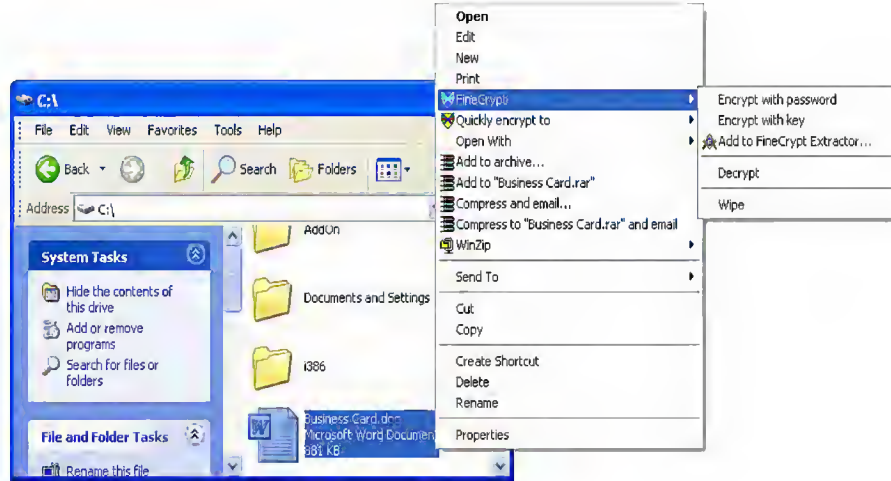 C:\
File Edit View Favorites Tools Help
Back Search Folders
Address C:\
System Tasks
Hide the contents of
this drive
Add or remove
programs
Search for files or
folders
File and Folder Tasks
Rename this file
AddOn
Documents and Settings
i386
Business Card.doc
Microsoft Word Documen
381 KB
Open
Edit
New
Print
FineCrypt
Quickly encrypt to
Open With
Add to archive...
Add to "Business Card.rar"
Compress and email...
Compress to "Business Card.rar" and email
WinZip
Send To
Cut
Copy
Create Shortcut
Delete
Rename
Properties
Encrypt with password
Encrypt with key
Add to FineCrypt Extractor...
Decrypt
Wipe